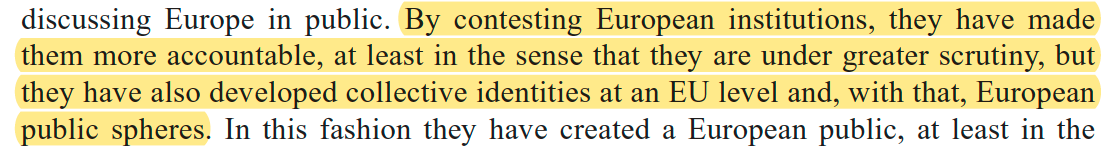 discussing Europe in public. By contesting European institutions, they have made
them more accountable, at least in the sense that they are under greater scrutiny, but
they have also developed collective identities at an EU level and, with that, European
public spheres. In this fashion they have created a European public, at least in the